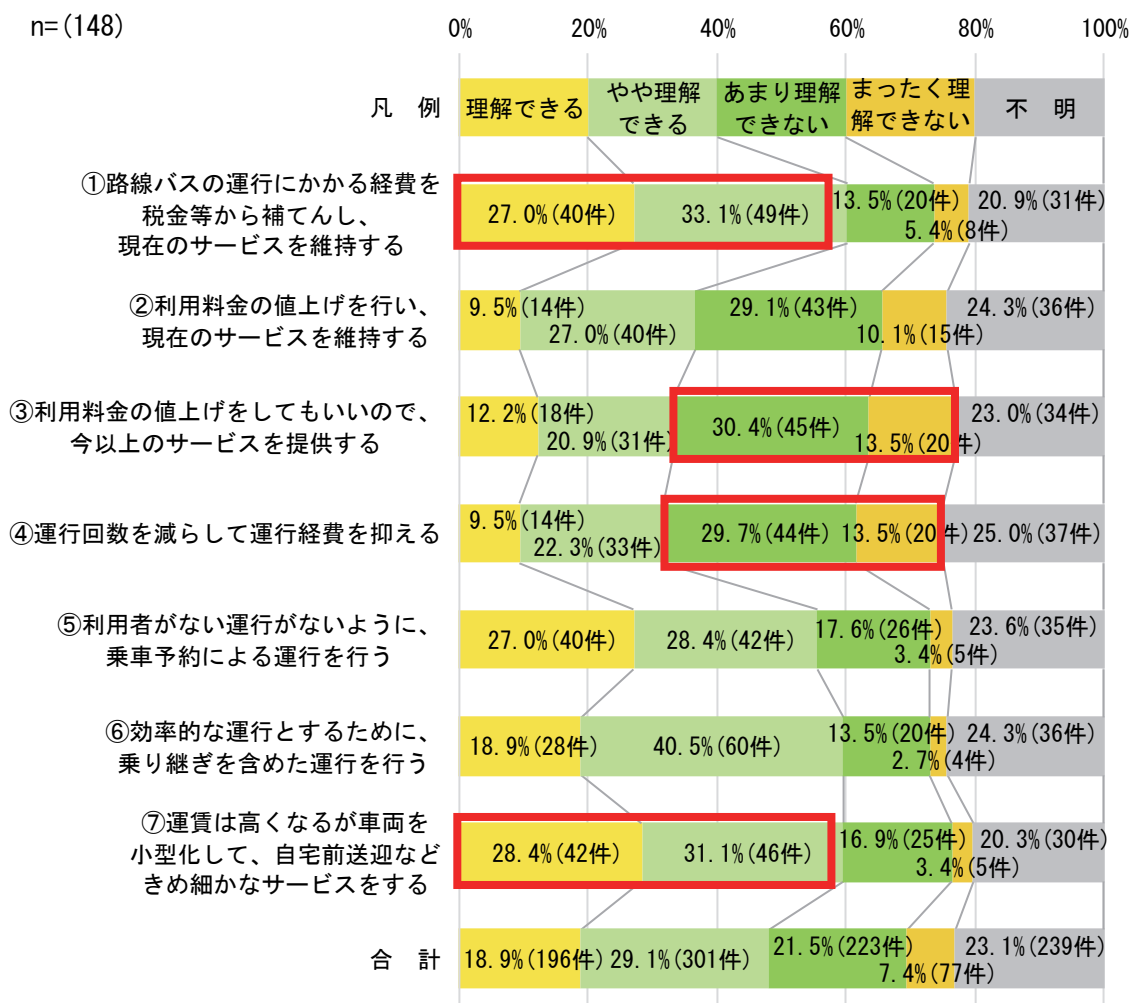 n=(148)
0% 20% 40% 60% 80% 100%
凡 例 理解できる やや理解 あまり理解 まったく理 不 明
できる できない 解できない
①路線バスの運行にかかる経費を
税金等から補てんし、
現在のサービスを維持する
27.0%(40件) 33.1%(49件) 13.5%(20件) 5.4%(8件) 20.9%(31件)
②利用料金の値上げを行い、
現在のサービスを維持する
9.5%(14件) 27.0%(40件) 29.1%(43件) 10.1%(15件) 24.3%(36件)
③利用料金の値上げをしてもいいので、
今以上のサービスを提供する
12.2%(18件) 20.9%(31件) 30.4%(45件) 13.5%(20件) 23.0%(34件)
④運行回数を減らして運行経費を抑える
9.5%(14件) 22.3%(33件) 29.7%(44件) 13.5%(20件) 25.0%(37件)
⑤利用者がない運行がないように、
乗車予約による運行を行う
27.0%(40件) 28.4%(42件) 17.6%(26件) 3.4%(5件) 23.6%(35件)
⑥効率的な運行とするために、
乗り継ぎを含めた運行を行う
18.9%(28件) 40.5%(60件) 13.5%(20件) 2.7%(4件) 24.3%(36件)
⑦運賃は高くなるが車両を
小型化して、自宅前送迎など
きめ細かなサービスをする
28.4%(42件) 31.1%(46件) 16.9%(25件) 3.4%(5件) 20.3%(30件)
合 計 18.9%(196件) 29.1%(301件) 21.5%(223件) 7.4%(77件) 23.1%(239件)